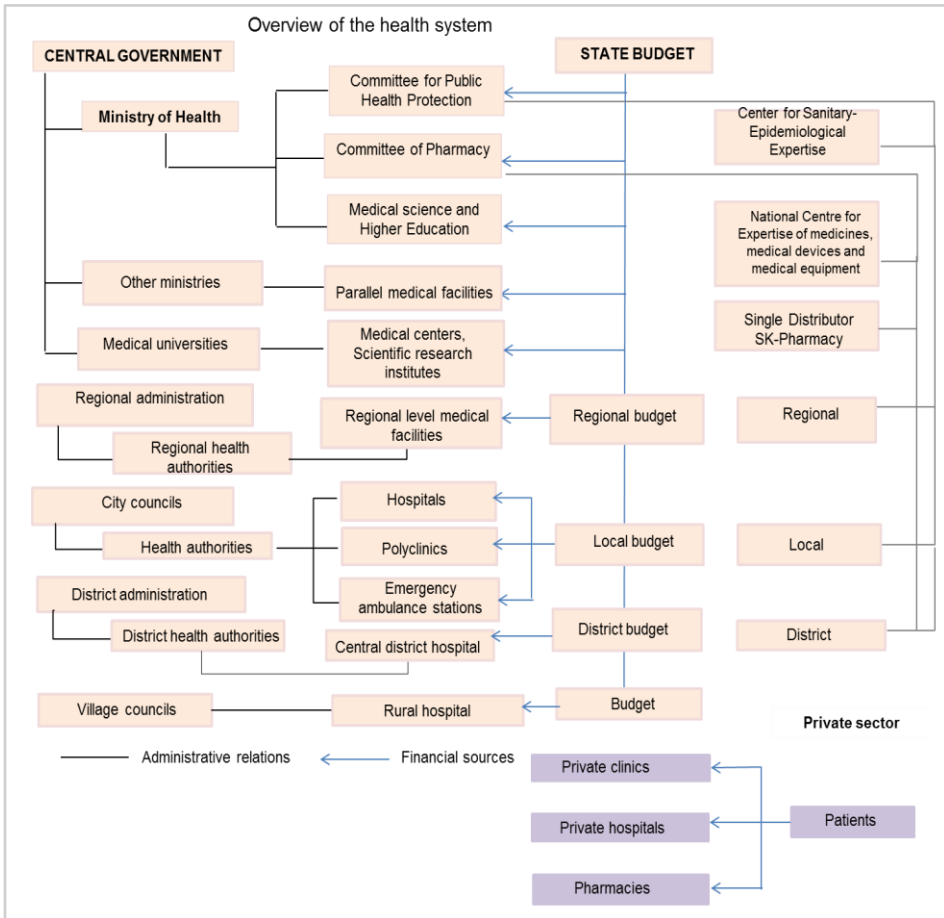 Overview of the health system
CENTRAL GOVERNMENT
STATE BUDGET
Committee for Public
Health Protection
Ministry of Health
Center for Sanitary-
Epidemiological
Expertise
Committee of Pharmacy
Medical science and
Higher Education
National Centre for
Expertise of medicines,
medical devices and
medical equipment
Other ministries
Parallel medical facilities
Single Distributor
SK-Pharmacy
Medical universities
Medical centers,
Scientific research
institutes
Regional administration
Regional level medical
facilities
Regional budget
Regional
Regional health
authorities
City councils
Hospitals
Health authorities
Polyclinics
Local budget
Local
District administration
Emergency
ambulance stations
District health authorities
Central district hospital
District budget
District
Village councils
Rural hospital
Budget
Private sector
Administrative relations
Financial sources
Private clinics
Private hospitals
Patients
Pharmacies